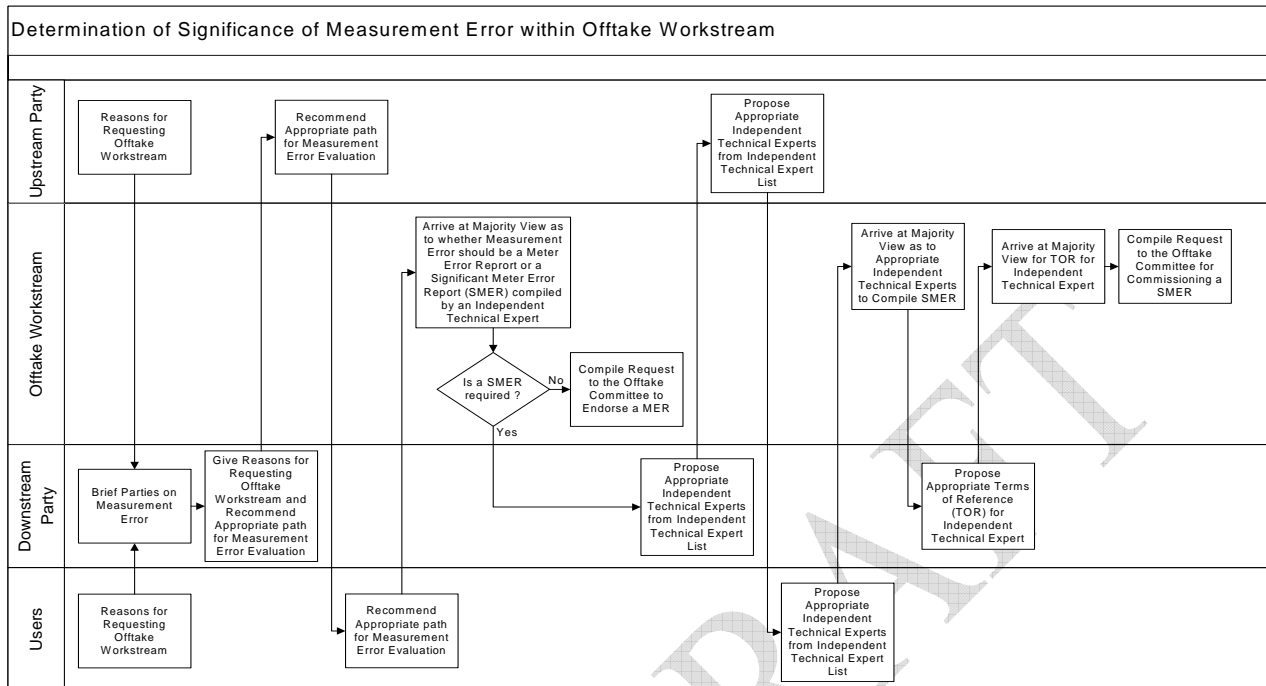 Determination of Significance of Measurement Error within Offtake Workstream
Upstream Party
Reasons for
Requesting
Offtake
Workstream
Recommend
Appropriate path
for Measurement
Error Evaluation
Propose
Appropriate
Independent
Technical Experts
from Independent
Technical Expert
List
Offtake Workstream
Arrive at Majority View as
to whether Measurement
Error should be a Meter
Error Reprort or a
Significant Meter Error
Report (SMER) compiled
by an Independent
Technical Expert
Is a SMER
required ?
No
Yes
Compile Request
to the Offtake
Committee to
Endorse a MER
Arrive at Majority
View as to
Appropriate
Independent
Technical Experts
to Compile SMER
Arrive at Majority
View for TOR for
Independent
Technical Expert
Compile Request
to the Offtake
Committee for
Commissioning a
SMER
Downstream
Party
Brief Parties on
Measurement
Error
Give Reasons for
Requesting
Offtake
Workstream and
Recommend
Appropriate path
for Measurement
Error Evaluation
Propose
Appropriate
Independent
Technical Experts
from Independent
Technical Expert
List
Propose
Appropriate Terms
of Reference
(TOR) for
Independent
Technical Expert
Users
Reasons for
Requesting
Offtake
Workstream
Recommend
Appropriate path
for Measurement
Error Evaluation
Propose
Appropriate
Independent
Technical Experts
from Independent
Technical Expert
List
DRAFT